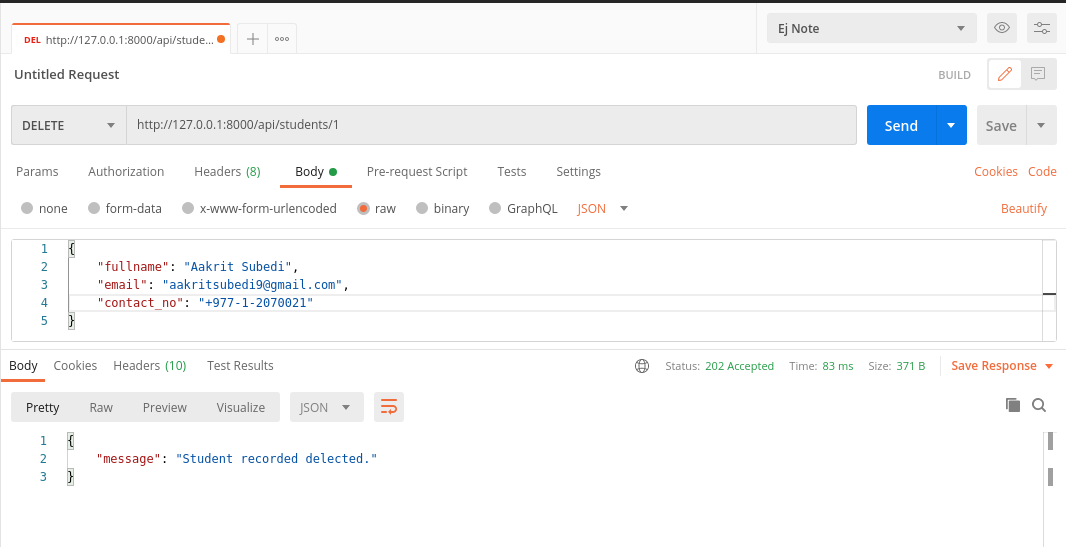 DEL http://127.0.0.1:8000/api/stude...
Ej Note
Untitled Request
BUILD
DELETE
http://127.0.0.1:8000/api/students/1
Send
Save
Params Authorization Headers (8) Body Pre-request Script Tests Settings Cookies Code
none form-data x-www-form-urlencoded raw binary GraphQL JSON Beautify
1 {
2 "fullname": "Aakrit Subedi",
3 "email": "aakritsubedi9@gmail.com",
4 "contact_no": "+977-1-2070021"
5 }
Body Cookies Headers (10) Test Results Status: 202 Accepted Time: 83 ms Size: 371 B Save Response
Pretty Raw Preview Visualize JSON
1 {
2 "message": "Student recorded delected."
3 }